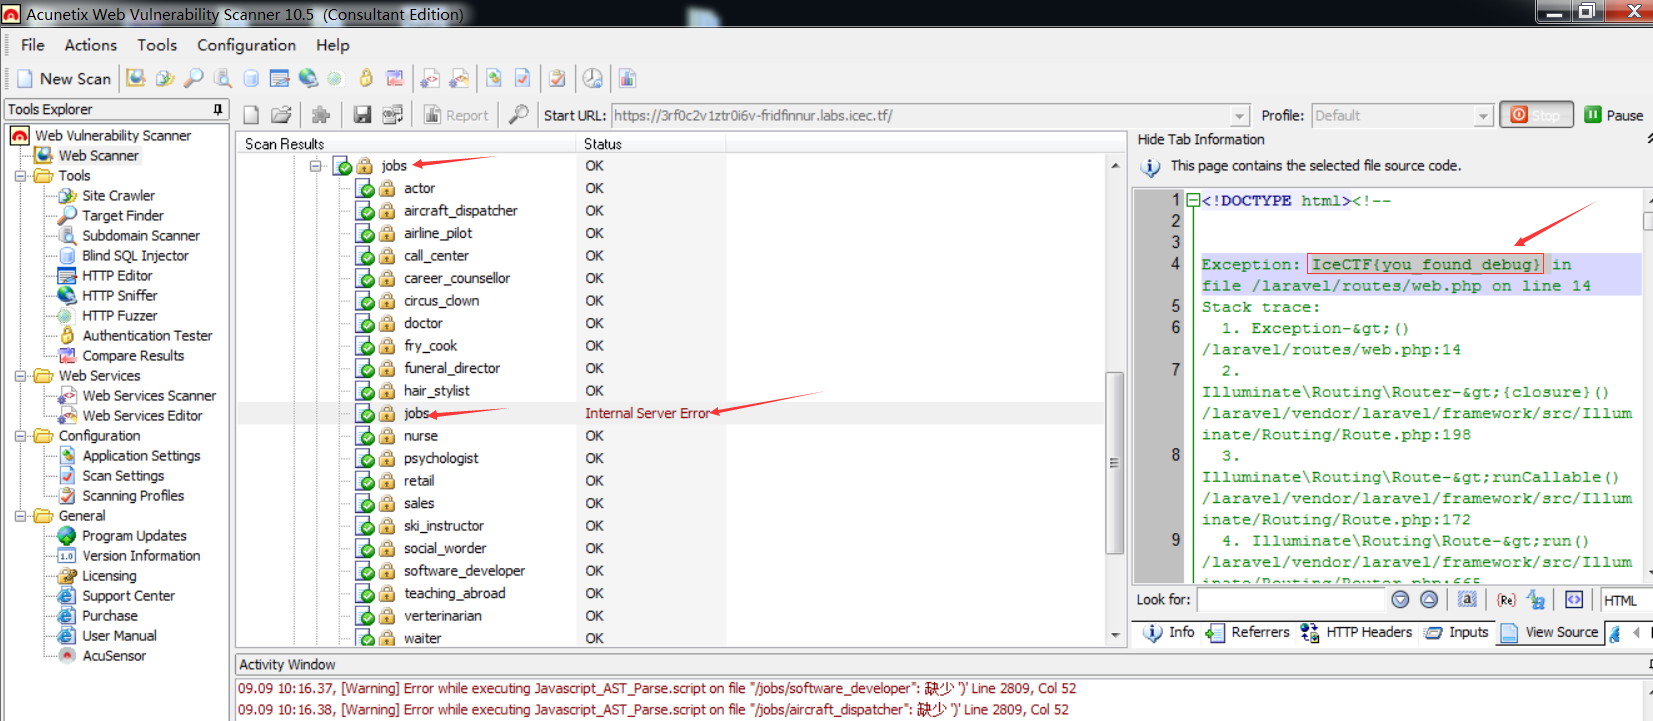 Acunetix Web Vulnerability Scanner 10.5 (Consultant Edition)
File Actions Tools Configuration Help
New Scan
Tools Explorer
Report
Start URL: https://3rf0c2v1ztr0i6v-fridfinnur.labs.icec.tf/
Profile: Default
Stop
Pause
Web Vulnerability Scanner
Web Scanner
Tools
Site Crawler
Target Finder
Subdomain Scanner
Blind SQL Injector
HTTP Editor
HTTP Sniffer
HTTP Fuzzer
Authentication Tester
Compare Results
Web Services
Web Services Scanner
Web Services Editor
Configuration
Application Settings
Scan Settings
Scanning Profiles
General
Program Updates
1.0 Version Information
Licensing
Support Center
Purchase
User Manual
AcuSensor
Scan Results Status
jobs OK
actor OK
aircraft_dispatcher OK
airline_pilot OK
call_center OK
career_counsellor OK
circus_clown OK
doctor OK
fry_cook OK
funeral_director OK
hair_stylist OK
jobs Internal Server Error
nurse OK
psychologist OK
retail OK
sales OK
ski_instructor OK
social_worder OK
software_developer OK
teaching_abroad OK
verterinarian OK
waiter OK
Hide Tab Information
This page contains the selected file source code.
1 <!DOCTYPE html><!--
2
3
4 Exception: IceCTF{you_found_debug} in
file /laravel/routes/web.php on line 14
5 Stack trace:
6 1. Exception-&gt;()
/laravel/routes/web.php:14
7 2.
Illuminate\Routing\Router-&gt;{closure}()
/laravel/vendor/laravel/framework/src/Illum
inate/Routing/Route.php:198
8 3.
Illuminate\Routing\Route-&gt;runCallable()
/laravel/vendor/laravel/framework/src/Illum
inate/Routing/Route.php:172
9 4. Illuminate\Routing\Route-&gt;run()
/laravel/vendor/laravel/framework/src/Illum
inate/Routing/Router.php:665
Look for: a {Re} HTML
Info Referrers HTTP Headers Inputs View Source
Activity Window
09.09 10:16.37, [Warning] Error while executing Javascript_AST_Parse.script on file "/jobs/software_developer": 缺少 ')' Line 2809, Col 52
09.09 10:16.38, [Warning] Error while executing Javascript_AST_Parse.script on file "/jobs/aircraft_dispatcher": 缺少 ')' Line 2809, Col 52